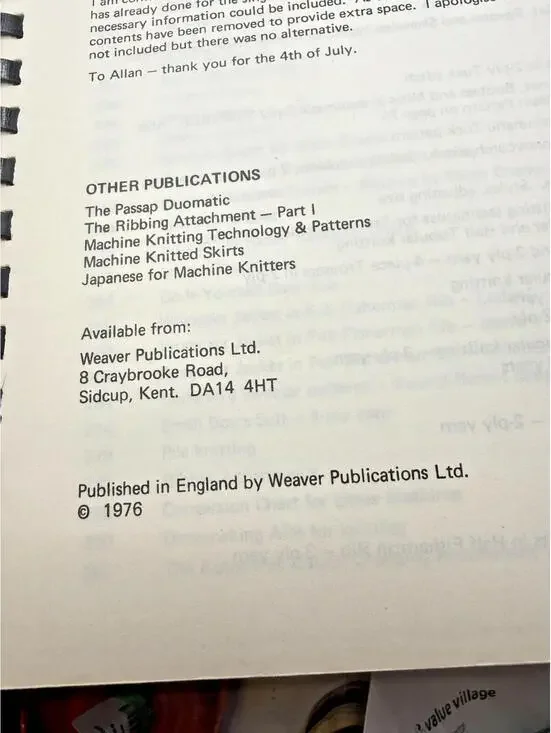 has already done for the
necessary information could be included.
contents have been removed to provide extra space. I apologise
not included but there was no alternative.
To Allan — thank you for the 4th of July.
OTHER PUBLICATIONS
The Passap Duomatic
The Ribbing Attachment — Part I
Machine Knitting Technology & Patterns
Machine Knitted Skirts
Japanese for Machine Knitters
Available from:
Weaver Publications Ltd.
8 Craybrooke Road,
Sidcup, Kent. DA14 4HT
Published in England by Weaver Publications Ltd.
© 1976
value village